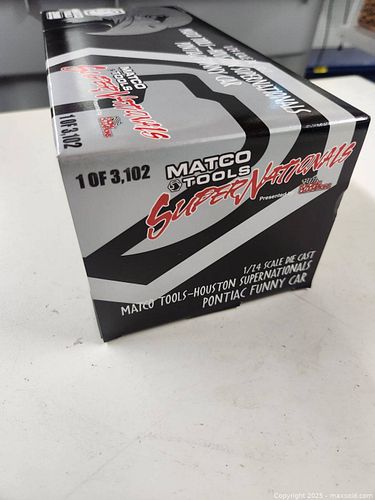 MATCO
TOOLS
SUPERNATIONALS
1 OF 3,102
1 OF 3,102
MATCO
TOOLS
SUPERNATIONALS
Presented by
1/24 SCALE DIE CAST
MATCO TOOLS-HOUSTON SUPERNATIONALS
PONTIAC FUNNY CAR
Copyright 2025 - maxsold.com